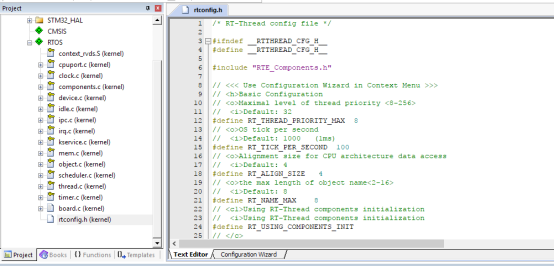 Project
STM32_HAL
CMSIS
RTOS
context_rvds.S (kernel)
cpuport.c (kernel)
clock.c (kernel)
components.c (kernel)
device.c (kernel)
idle.c (kernel)
ipc.c (kernel)
irq.c (kernel)
kservice.c (kernel)
mem.c (kernel)
object.c (kernel)
scheduler.c (kernel)
thread.c (kernel)
timer.c (kernel)
board.c (kernel)
rtconfig.h (kernel)
Project Books {} Functions 0. Templates
rtconfig.h
1 /* RT-Thread config file */
2
3 #ifndef __RTTHREAD_CFG_H__
4 #define __RTTHREAD_CFG_H__
5
6 #include "RTE_Components.h"
7
8 // <<< Use Configuration Wizard in Context Menu >>>
9 // <h>Basic Configuration
10 // <o>Maximal level of thread priority <8-256>
11 //  <i>Default: 32
12 #define RT_THREAD_PRIORITY_MAX  8
13 // <o>OS tick per second
14 //  <i>Default: 1000   (1ms)
15 #define RT_TICK_PER_SECOND  100
16 // <o>Alignment size for CPU architecture data access
17 //  <i>Default: 4
18 #define RT_ALIGN_SIZE   4
19 // <o>the max length of object name<2-16>
20 //  <i>Default: 8
21 #define RT_NAME_MAX    8
22 // <c1>Using RT-Thread components initialization
23 //  <i>Using RT-Thread components initialization
24 #define RT_USING_COMPONENTS_INIT
25 // </c>
Text Editor Configuration Wizard